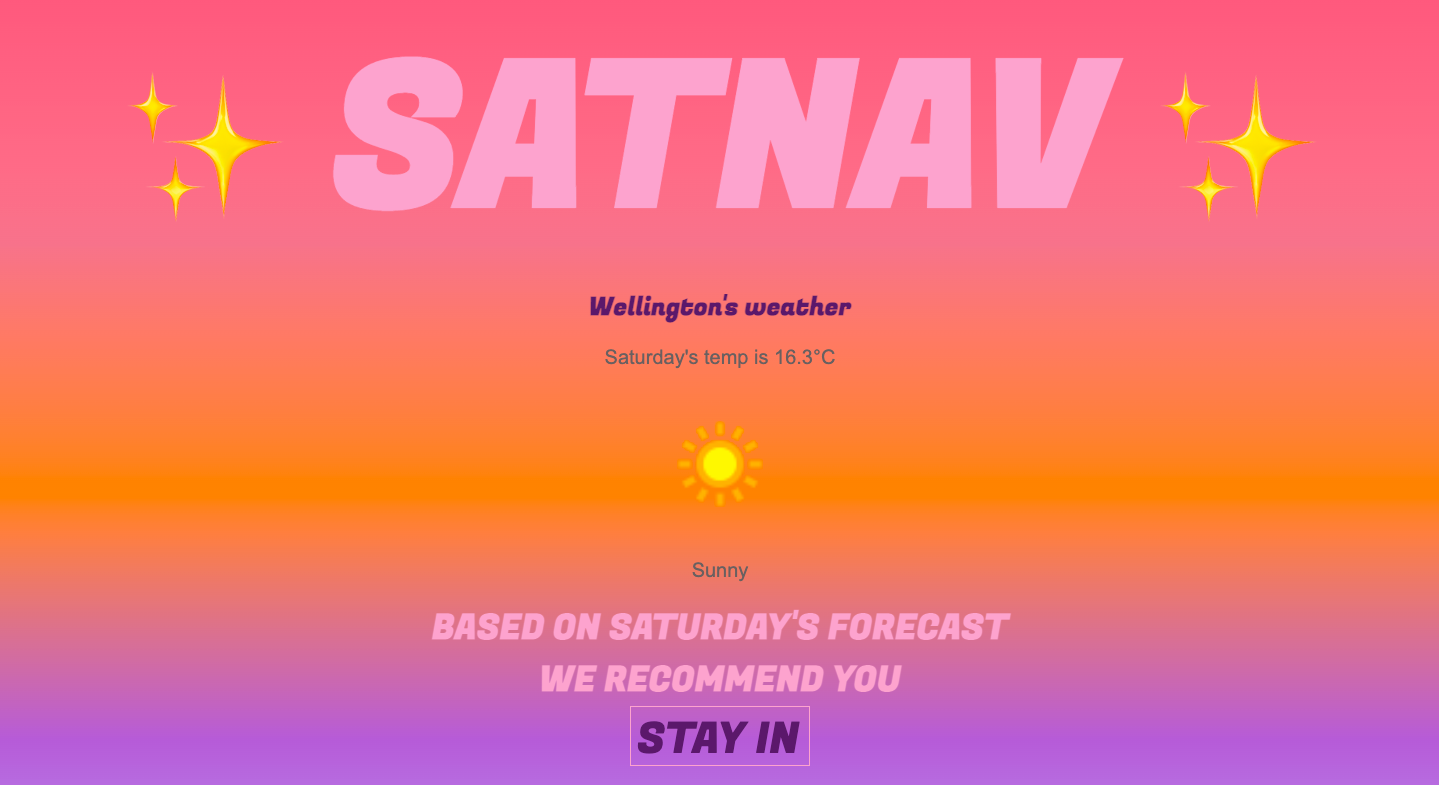 SATNAV
Wellington's weather
Saturday's temp is 16.3°C
Sunny
BASED ON SATURDAY'S FORECAST
WE RECOMMEND YOU
STAY IN